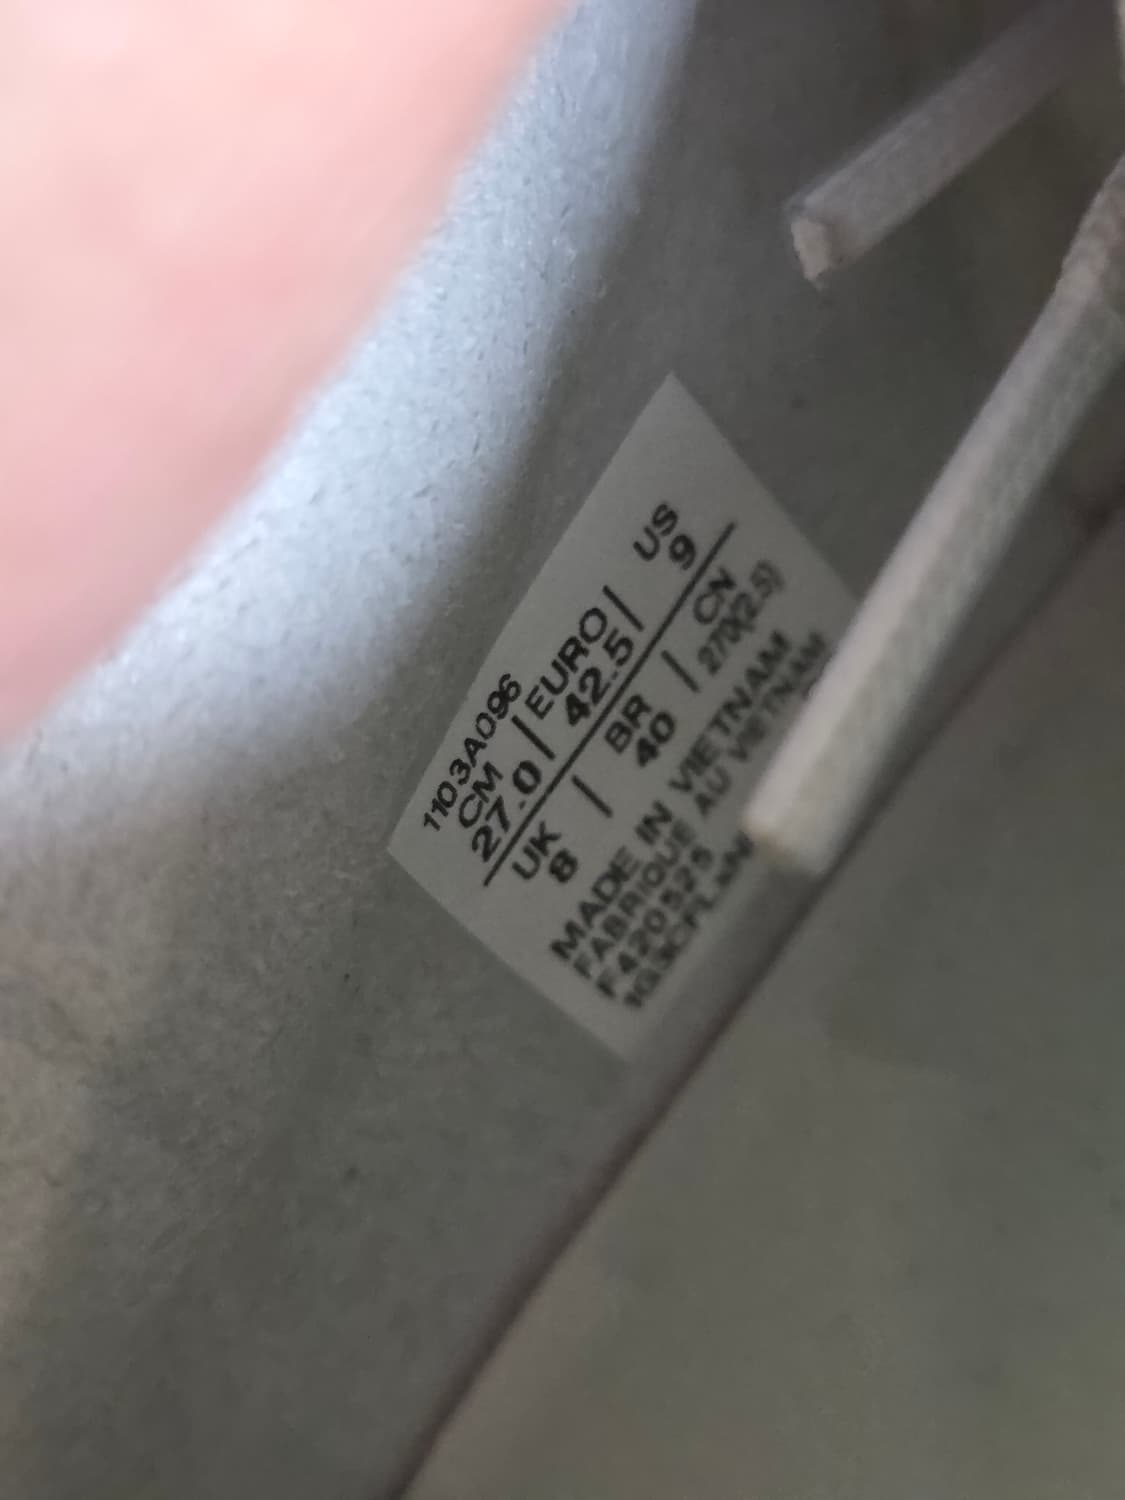 1103A096
CM EURO US
27.0 42.5 9
UK BR CN
8 40 270(2.5)
MADE IN VIETNAM
FABRIQUE AU VIETNAM
F420525